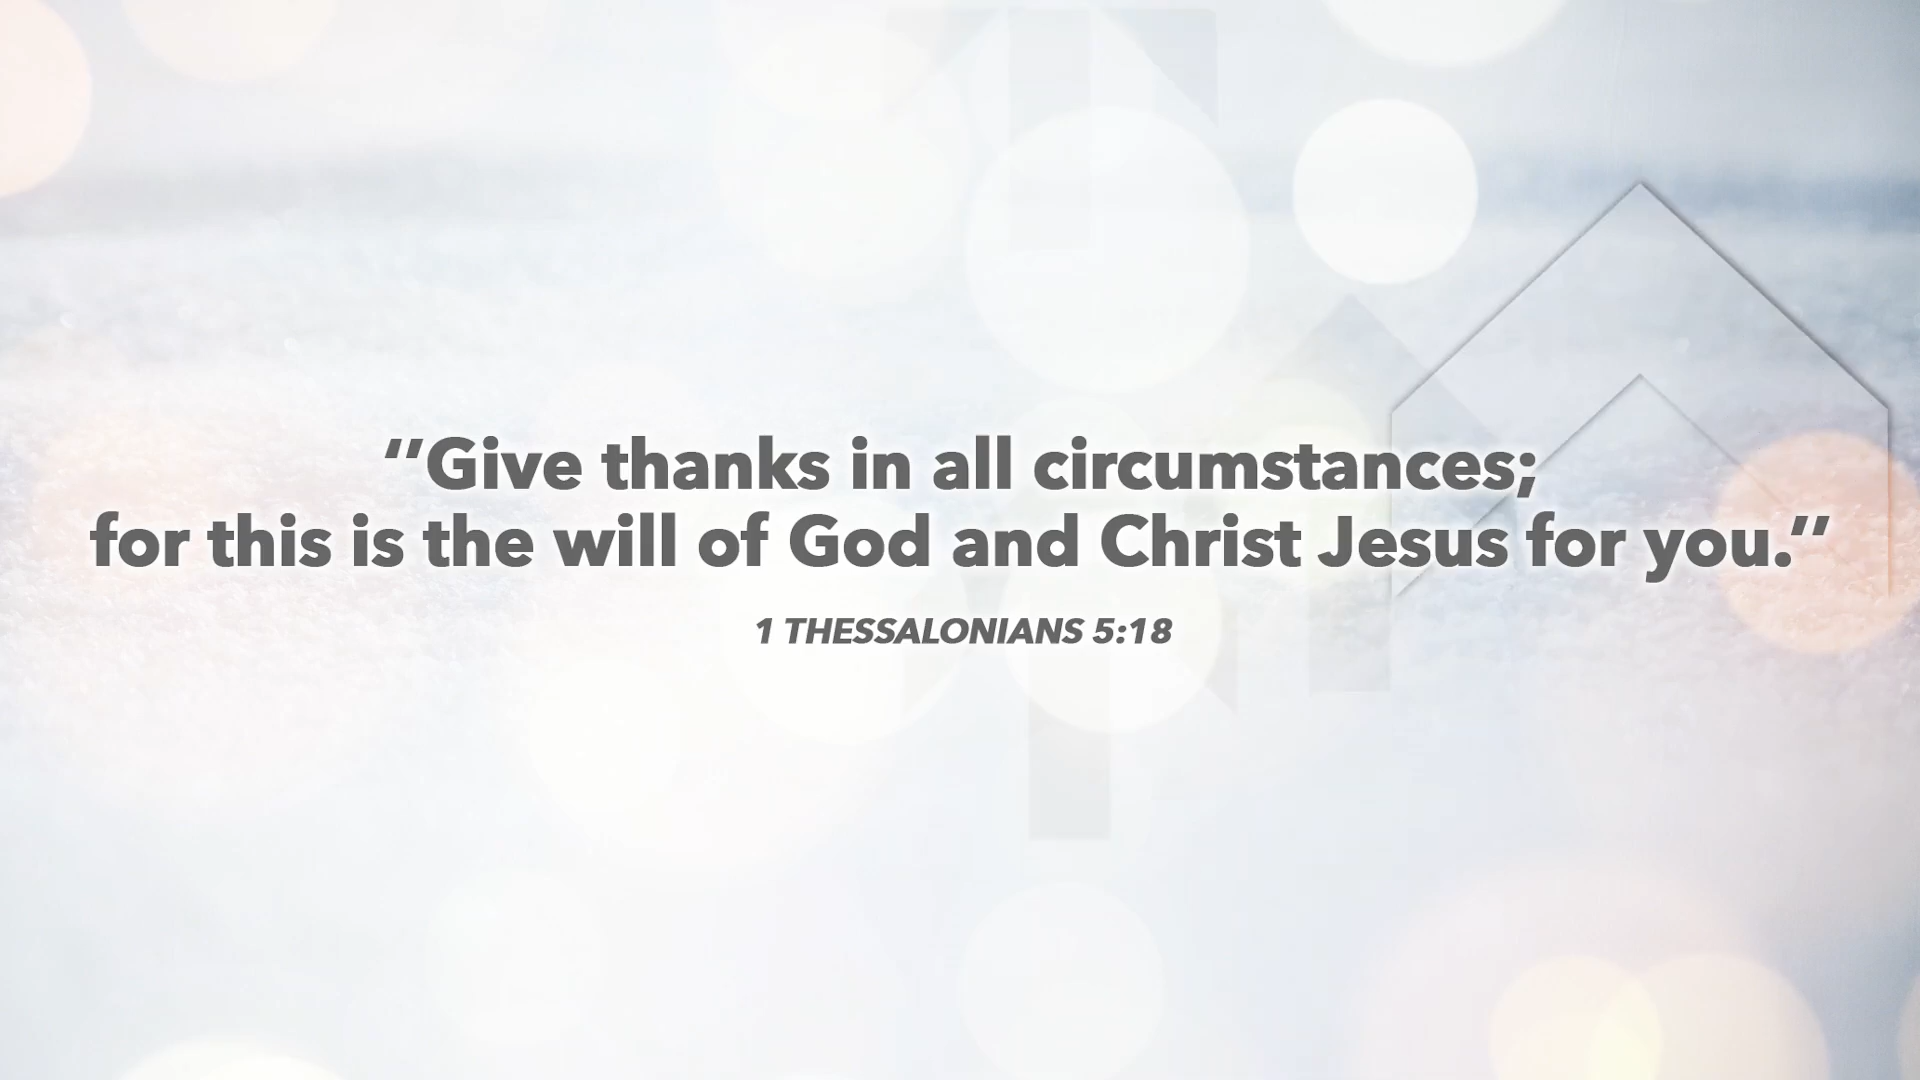 “Give thanks in all circumstances;
for this is the will of God and Christ Jesus for you.”
1 THESSALONIANS 5:18